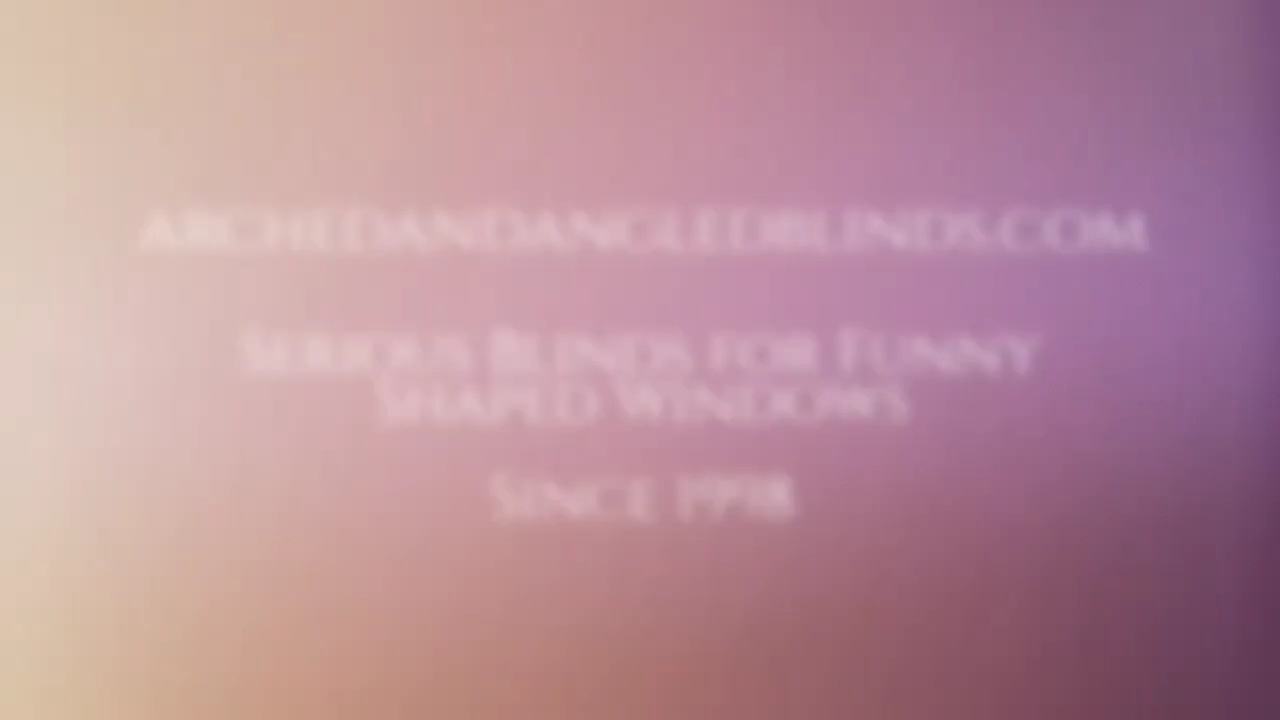 ARCHEDANDANGLEDBLINDS.COM
SERIOUS BLINDS FOR FUNNY
SHAPED WINDOWS
SINCE 1998